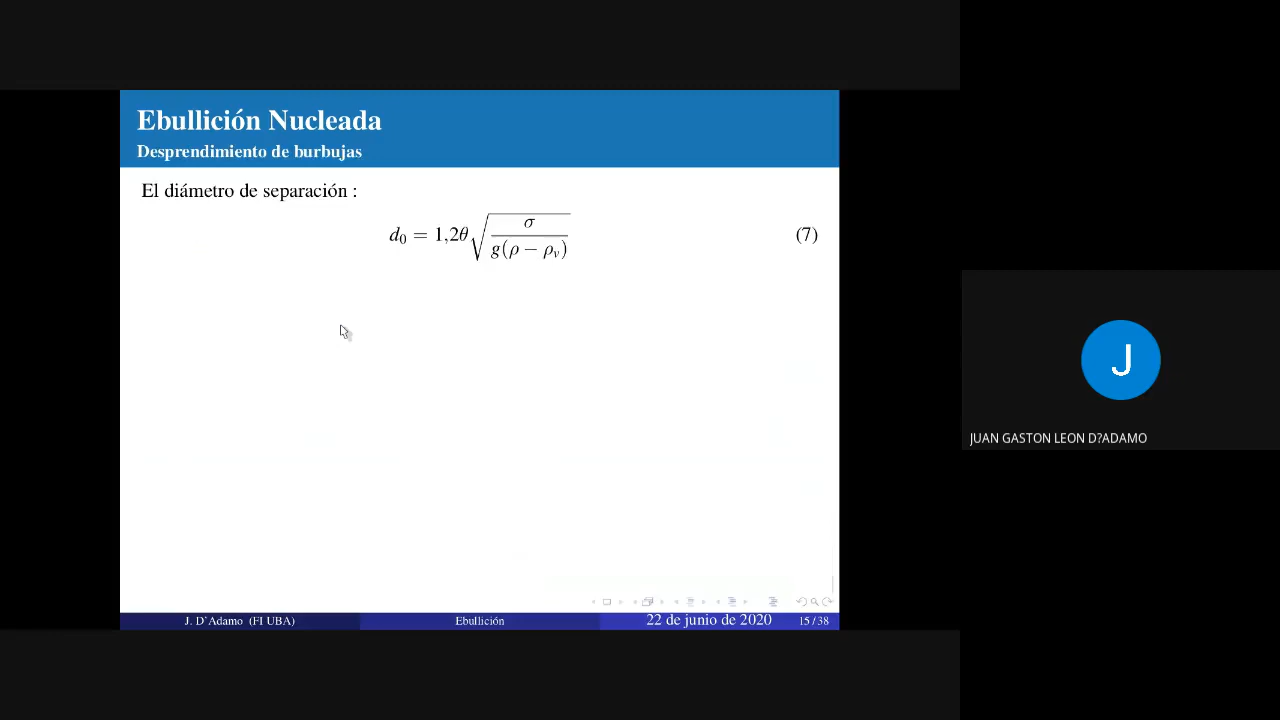 Ebullición Nucleada
Desprendimiento de burbujas
El diámetro de separación :
d₀ = 1,2θ√(σ / g(ρ − ρᵥ))
(7)
J
JUAN GASTON LEON D?ADAMO
J. D`Adamo (FI UBA)
Ebullición
22 de junio de 2020
15 / 38